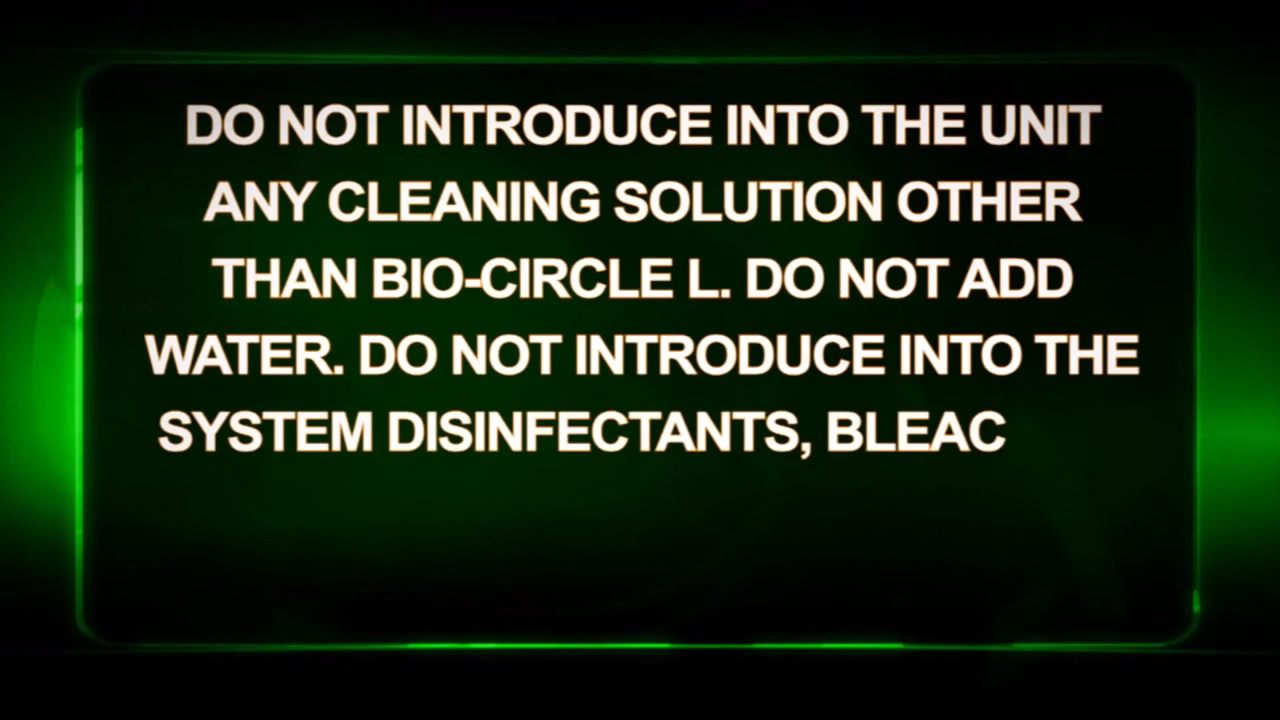 DO NOT INTRODUCE INTO THE UNIT
ANY CLEANING SOLUTION OTHER
THAN BIO-CIRCLE L. DO NOT ADD
WATER. DO NOT INTRODUCE INTO THE
SYSTEM DISINFECTANTS, BLEAC